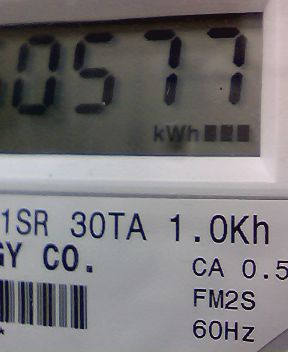 0577
kWh
1SR 30TA 1.0Kh
GY CO.
CA 0.5
FM2S
60Hz